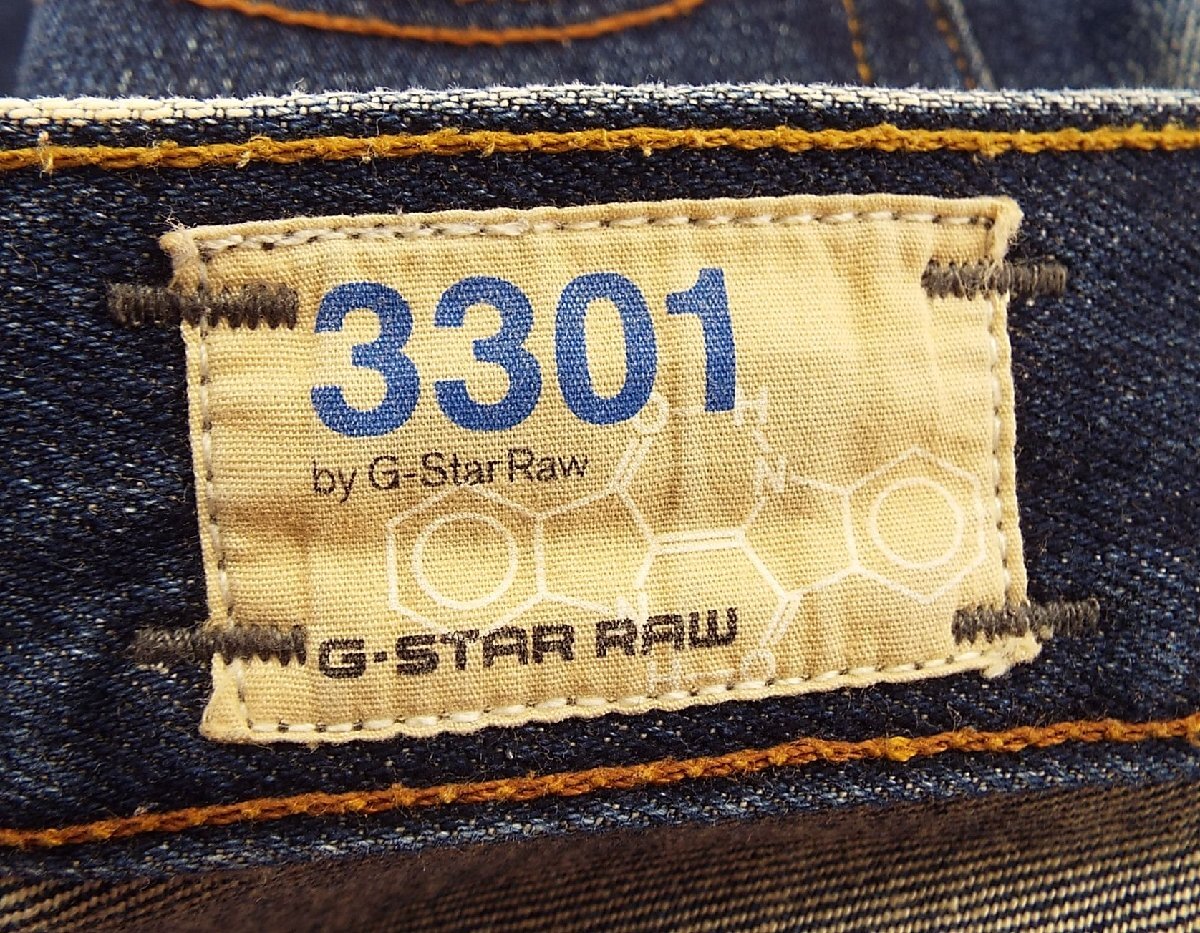 3301
by G-Star Raw
O H
N
N
G-STAR RAW
H O